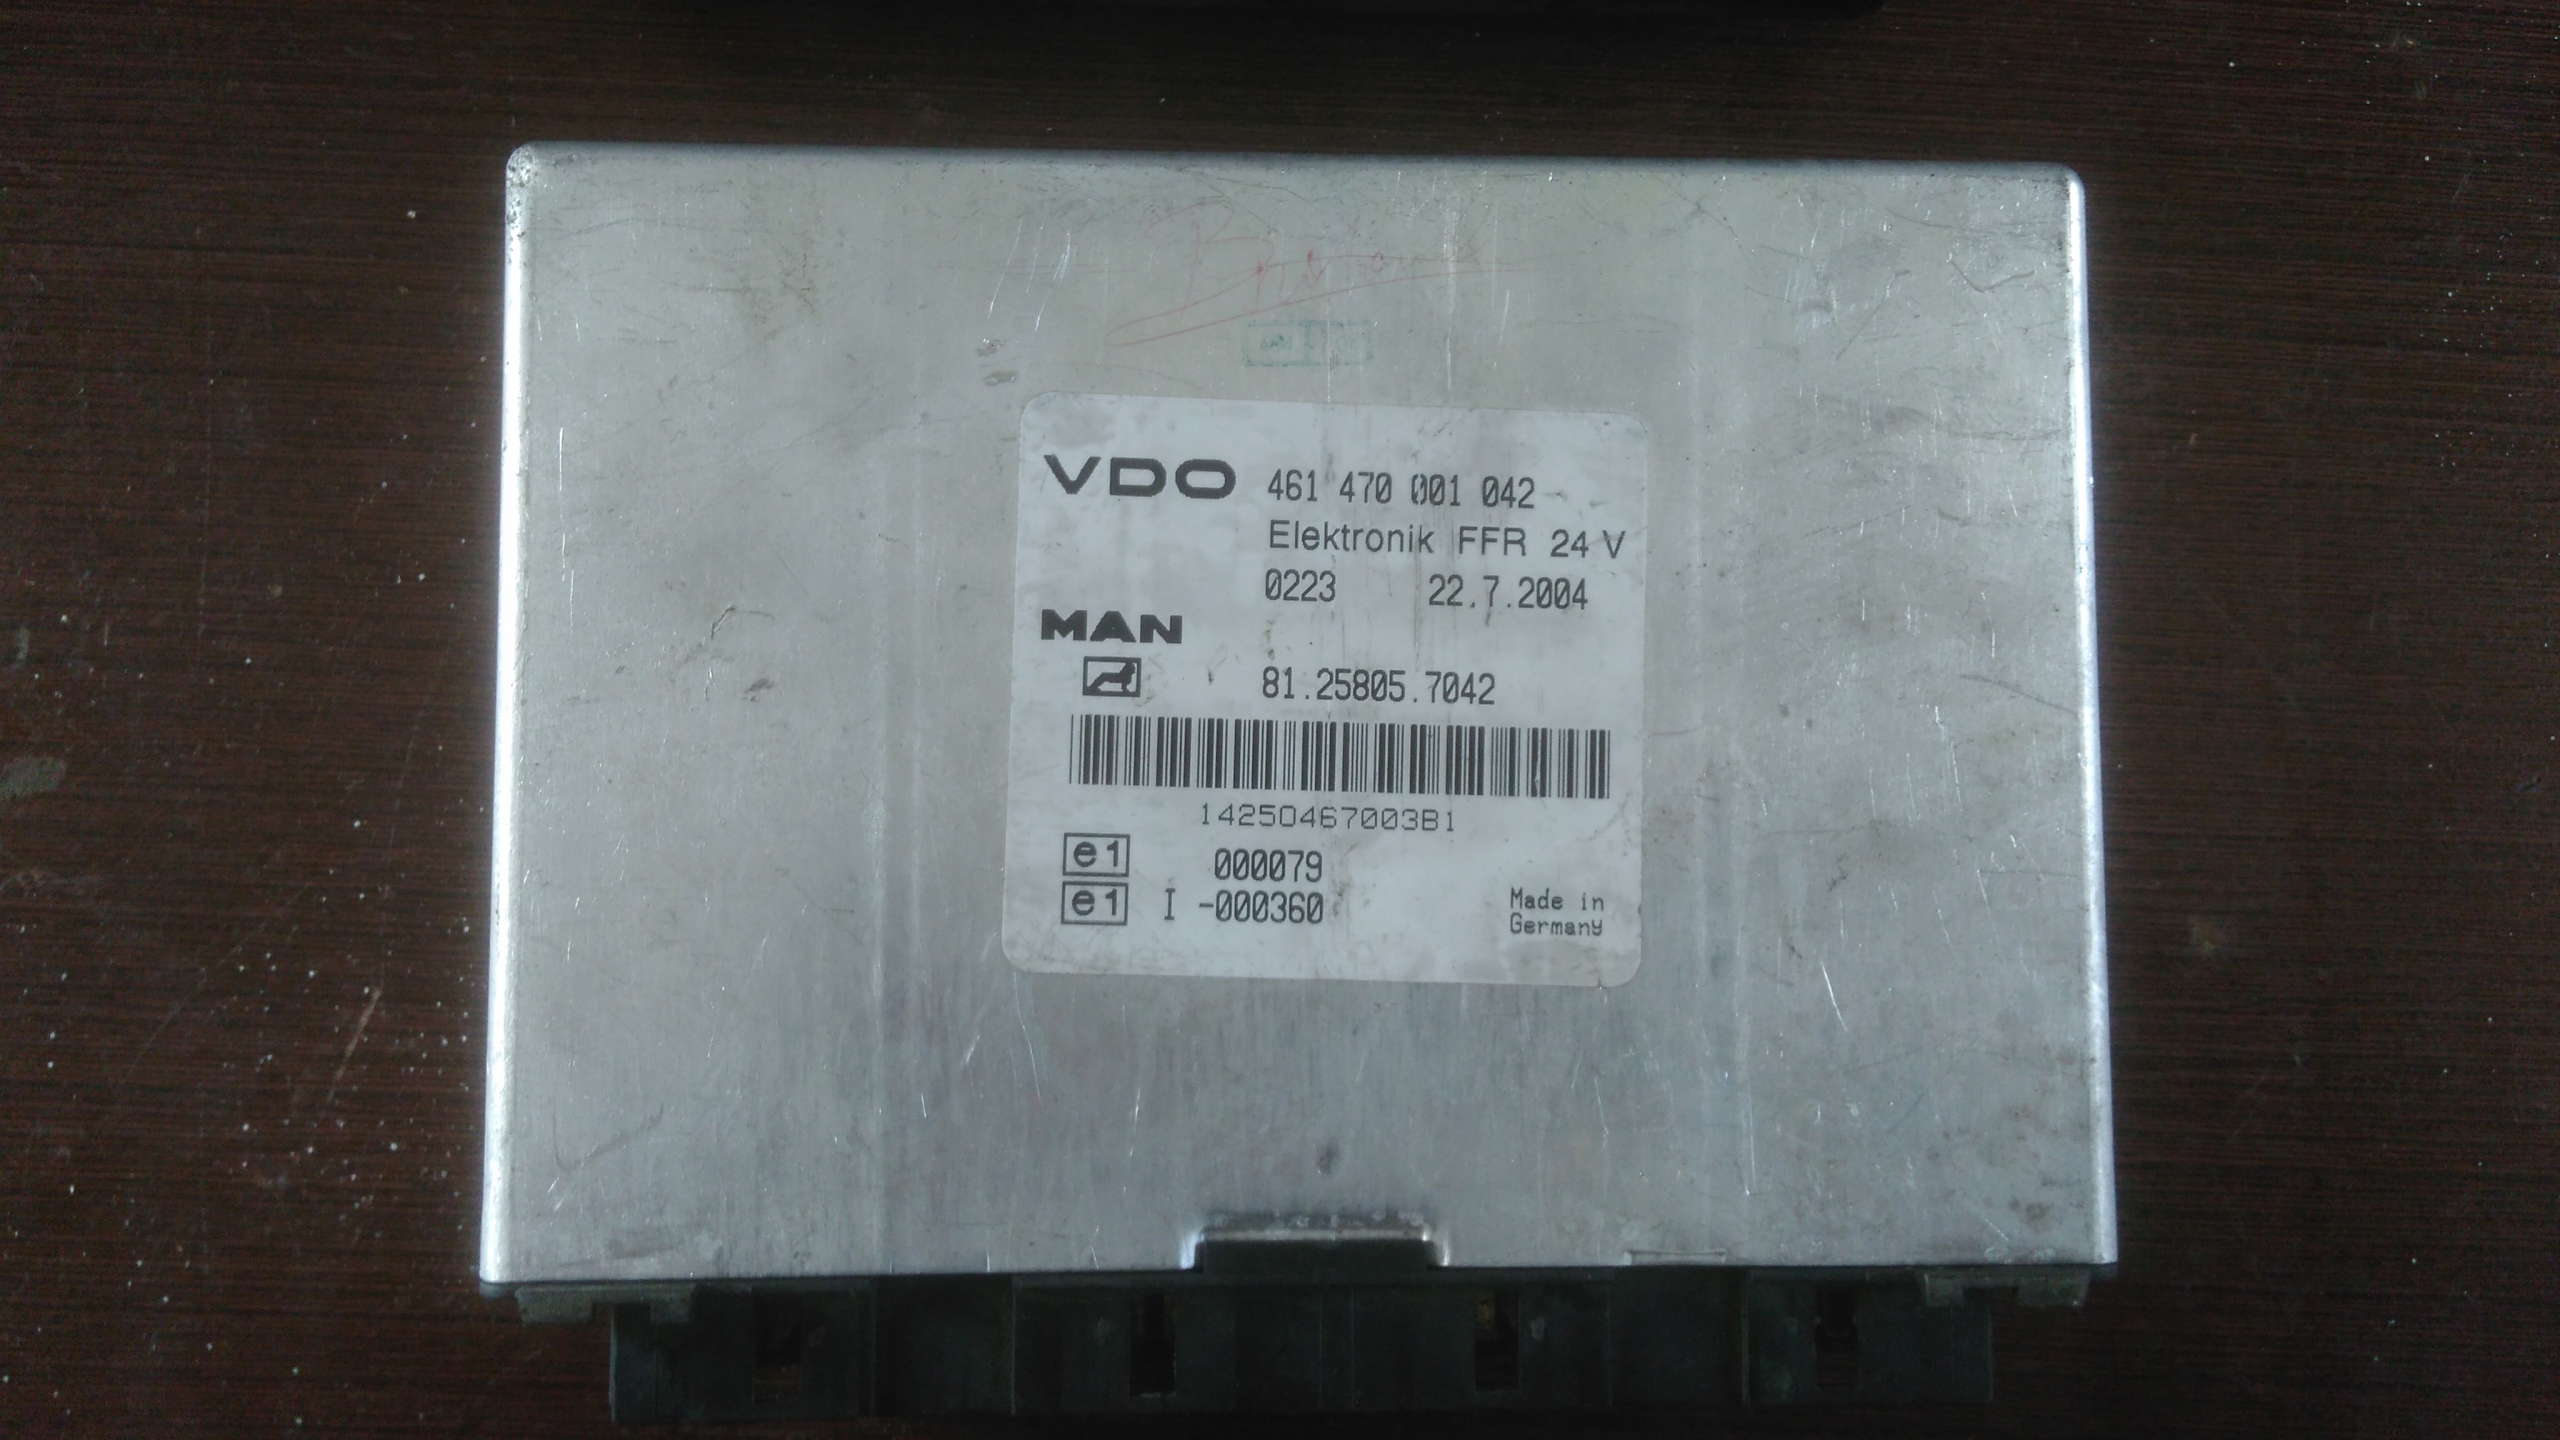 VDO 461 470 001 042
Elektronik FFR 24 V
0223 22.7.2004
MAN
81.25805.7042
14250467003B1
e1 000079
e1 I -000360
Made in
Germany